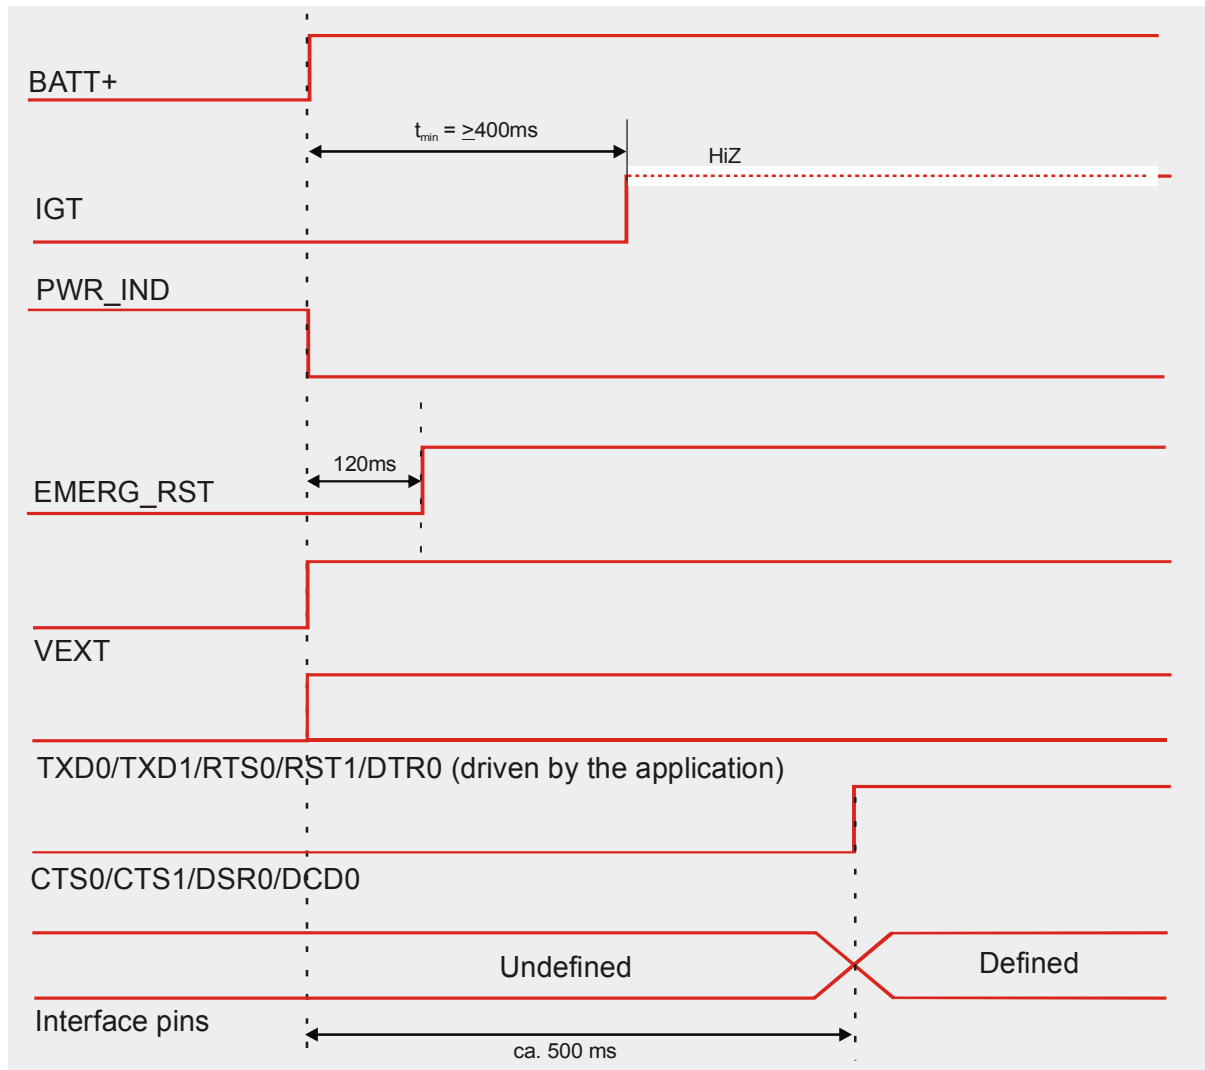 BATT+
tmin = ≥400ms
HiZ
IGT
PWR_IND
120ms
EMERG_RST
VEXT
TXD0/TXD1/RTS0/RST1/DTR0 (driven by the application)
CTS0/CTS1/DSR0/DCD0
Undefined
Defined
Interface pins
ca. 500 ms